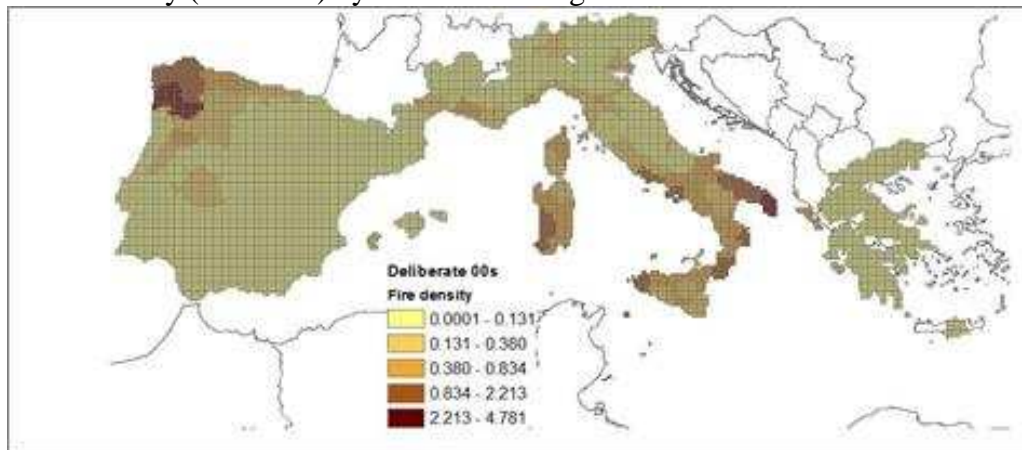 Deliberate 00s
Fire density
0.0001 - 0.131
0.131 - 0.380
0.380 - 0.834
0.834 - 2.213
2.213 - 4.781